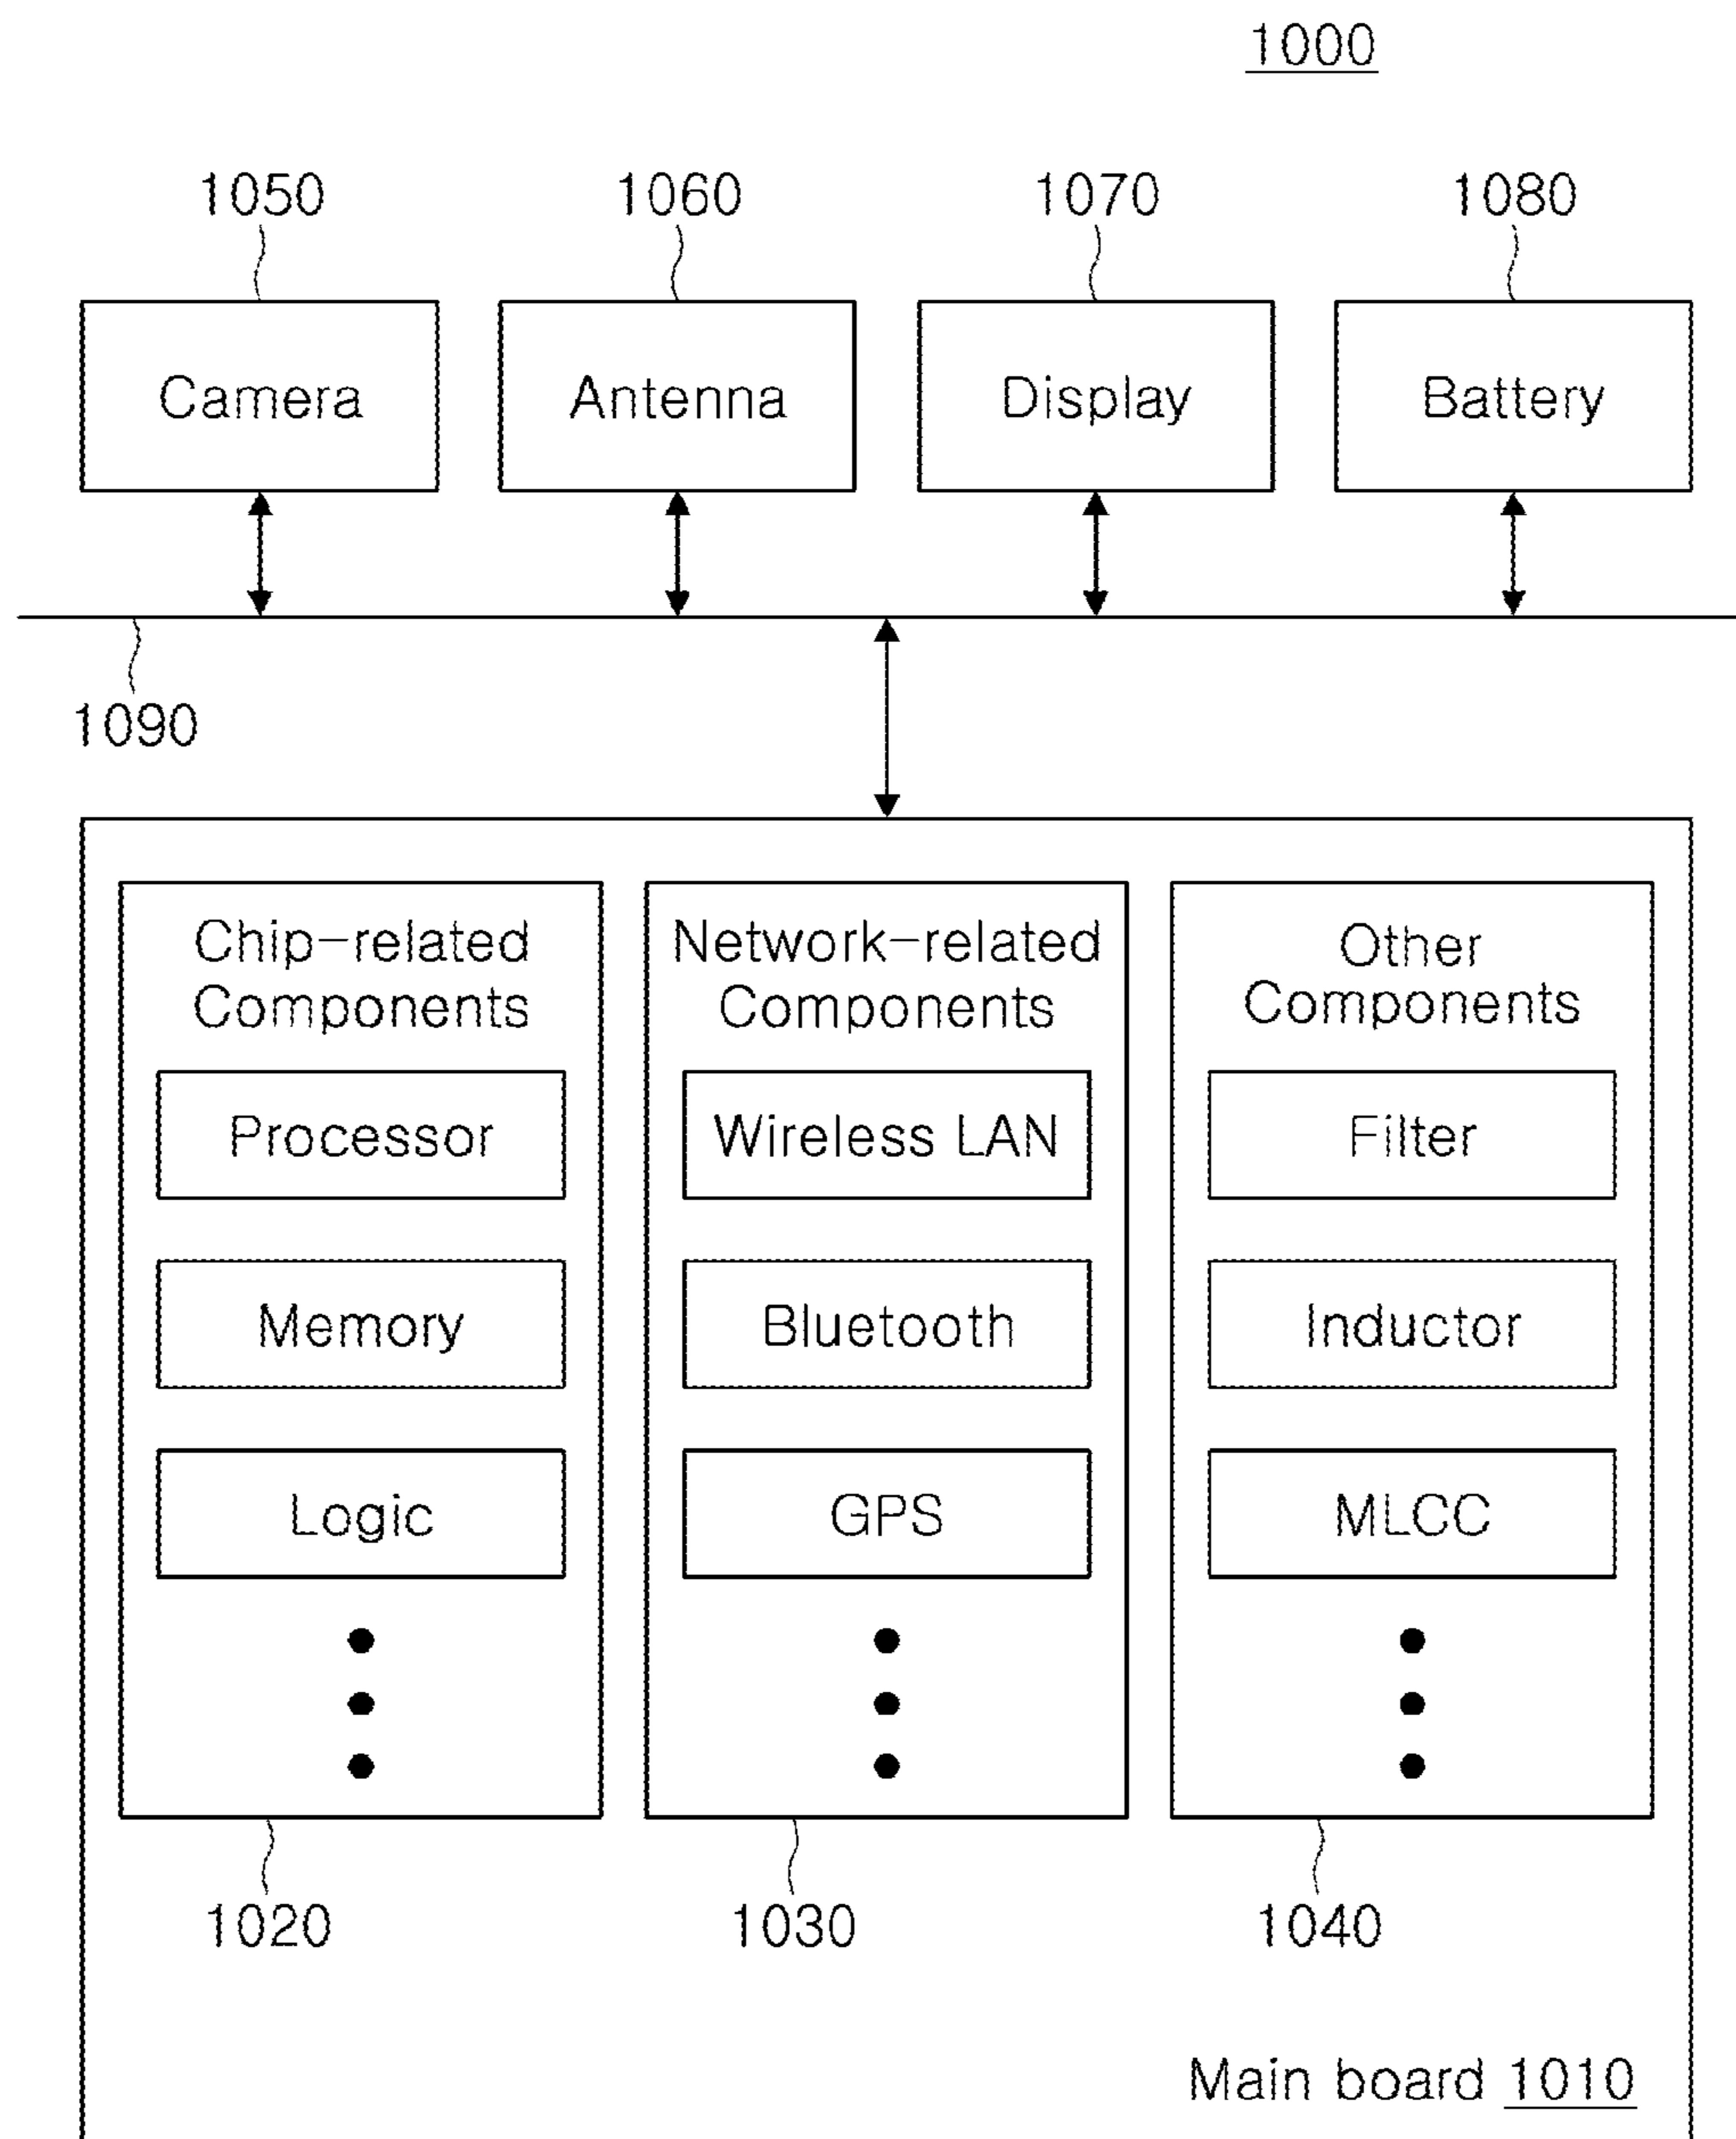 1000
1050 1060 1070 1080
Camera Antenna Display Battery
1090
Chip-related
Components
Processor
Memory
Logic
1020
Network-related
Components
Wireless LAN
Bluetooth
GPS
1030
Other
Components
Filter
Inductor
MLCC
1040
Main board 1010